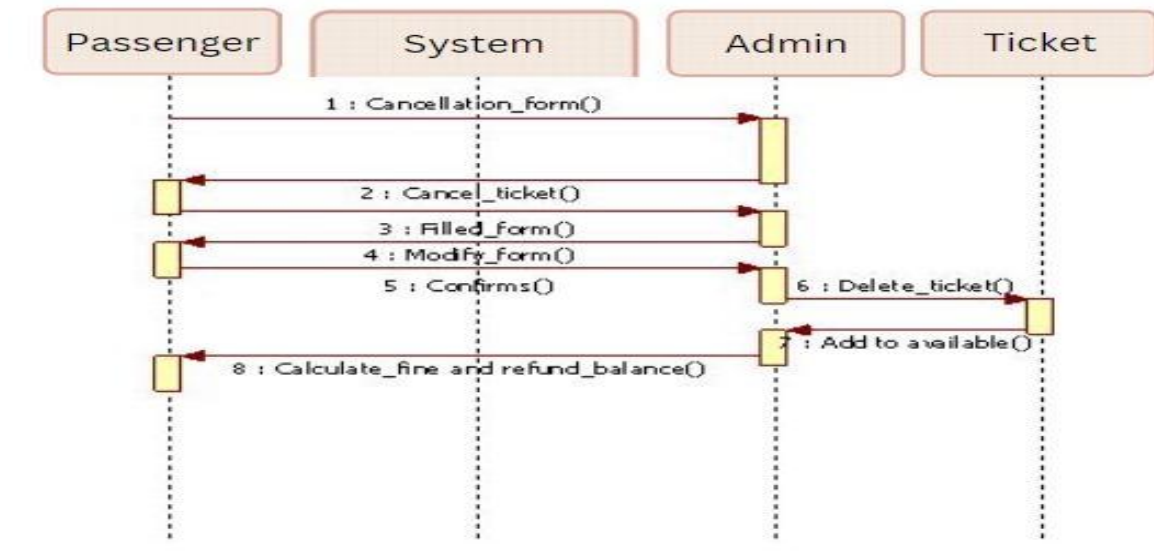 Passenger System Admin Ticket
1 : Cancellation_form()
2 : Cancel_ticket()
3 : Filled_form()
4 : Modify_form()
5 : Confirms()
6 : Delete_ticket()
7 : Add to available()
8 : Calculate_fine and refund_balance()